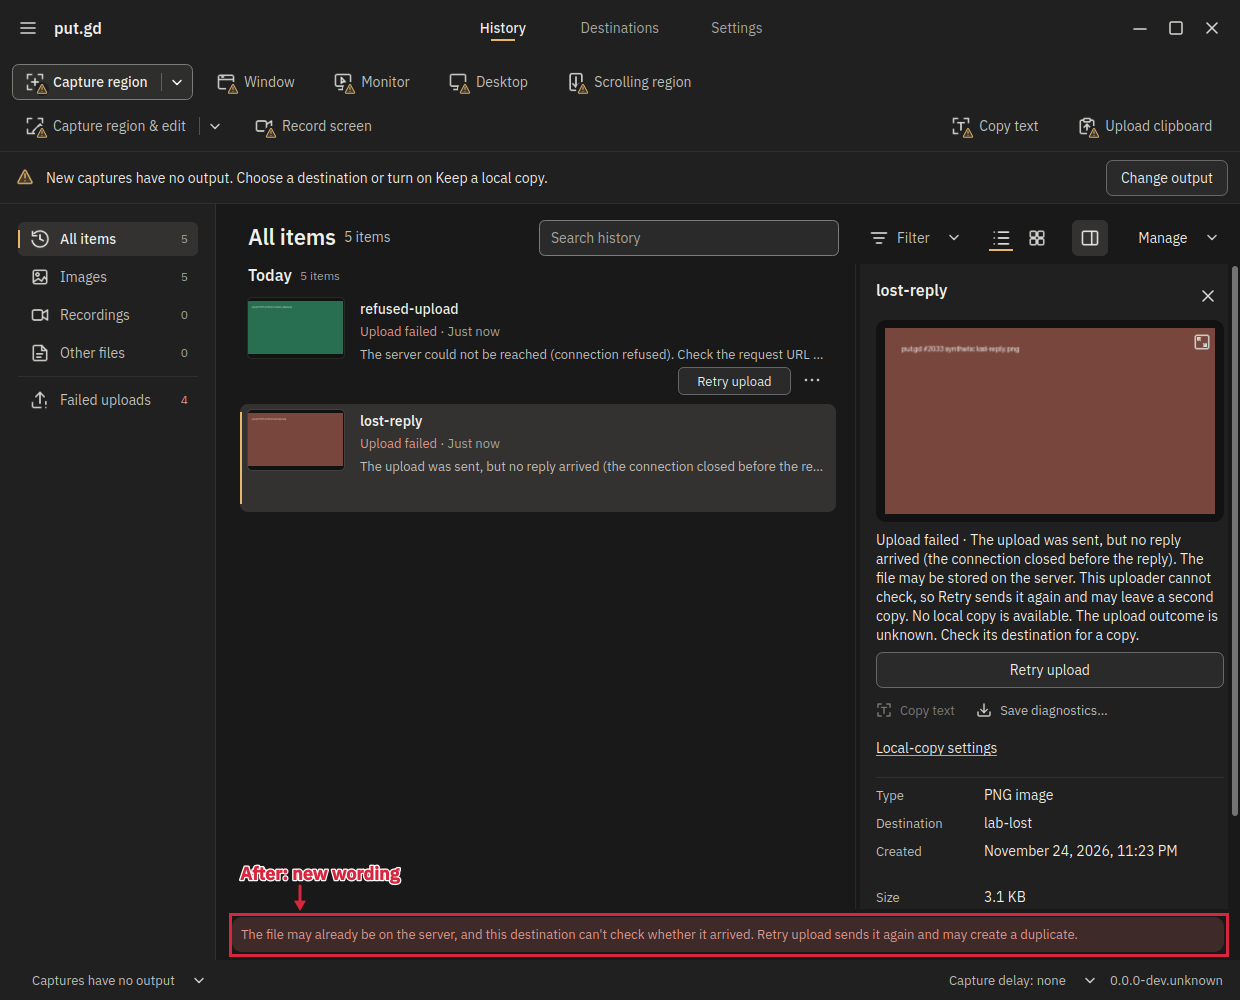 put.gd
History
Destinations
Settings
Capture region
Window
Monitor
Desktop
Scrolling region
Capture region & edit
Record screen
Copy text
Upload clipboard
New captures have no output. Choose a destination or turn on Keep a local copy.
Change output
All items 5
Images 5
Recordings 0
Other files 0
Failed uploads 4
All items 5 items
Search history
Filter
Manage
Today 5 items
refused-upload
Upload failed · Just now
The server could not be reached (connection refused). Check the request URL ...
Retry upload
lost-reply
Upload failed · Just now
The upload was sent, but no reply arrived (the connection closed before the re...
lost-reply
put.gd #2033 synthetic lost-reply.png
Upload failed · The upload was sent, but no reply
arrived (the connection closed before the reply). The
file may be stored on the server. This uploader cannot
check, so Retry sends it again and may leave a second
copy. No local copy is available. The upload outcome is
unknown. Check its destination for a copy.
Retry upload
Copy text
Save diagnostics...
Local-copy settings
Type PNG image
Destination lab-lost
Created November 24, 2026, 11:23 PM
Size 3.1 KB
After: new wording
The file may already be on the server, and this destination can't check whether it arrived. Retry upload sends it again and may create a duplicate.
Captures have no output
Capture delay: none
0.0.0-dev.unknown